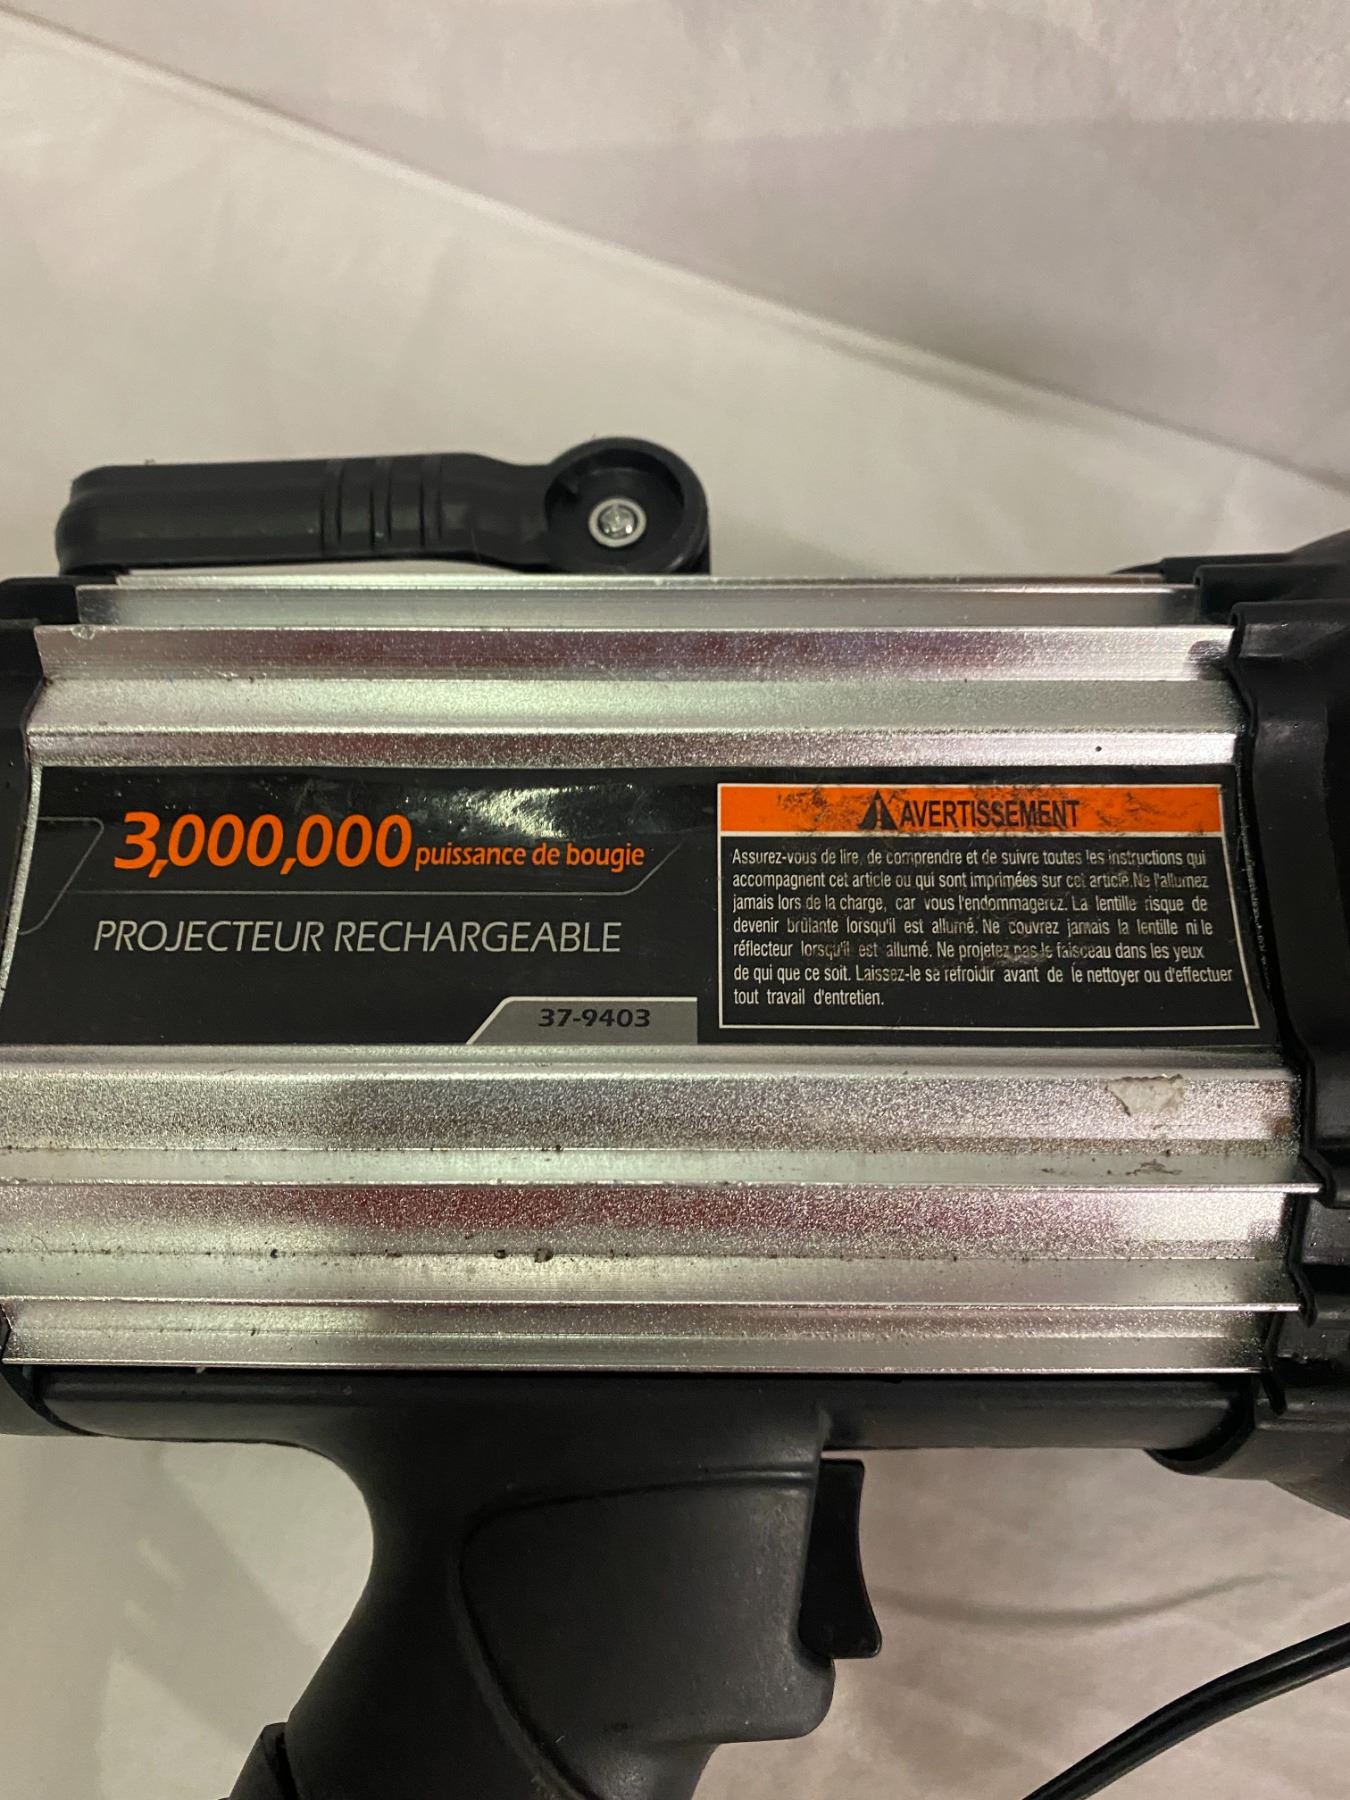 3,000,000 puissance de bougie
PROJECTEUR RECHARGEABLE
37-9403
AVERTISSEMENT
Assurez-vous de lire, de comprendre et de suivre toutes les instructions qui
accompagnent cet article ou qui sont imprimées sur cet article.Ne l'allumez
jamais lors de la charge, car vous l'endommagerez. La lentille risque de
devenir brûlante lorsqu'il est allumé. Ne couvrez jamais la lentille ni le
réflecteur lorsqu'il est allumé. Ne projetez pas le faisceau dans les yeux
de qui que ce soit. Laissez-le se refroidir avant de le nettoyer ou d'effectuer
tout travail d'entretien.